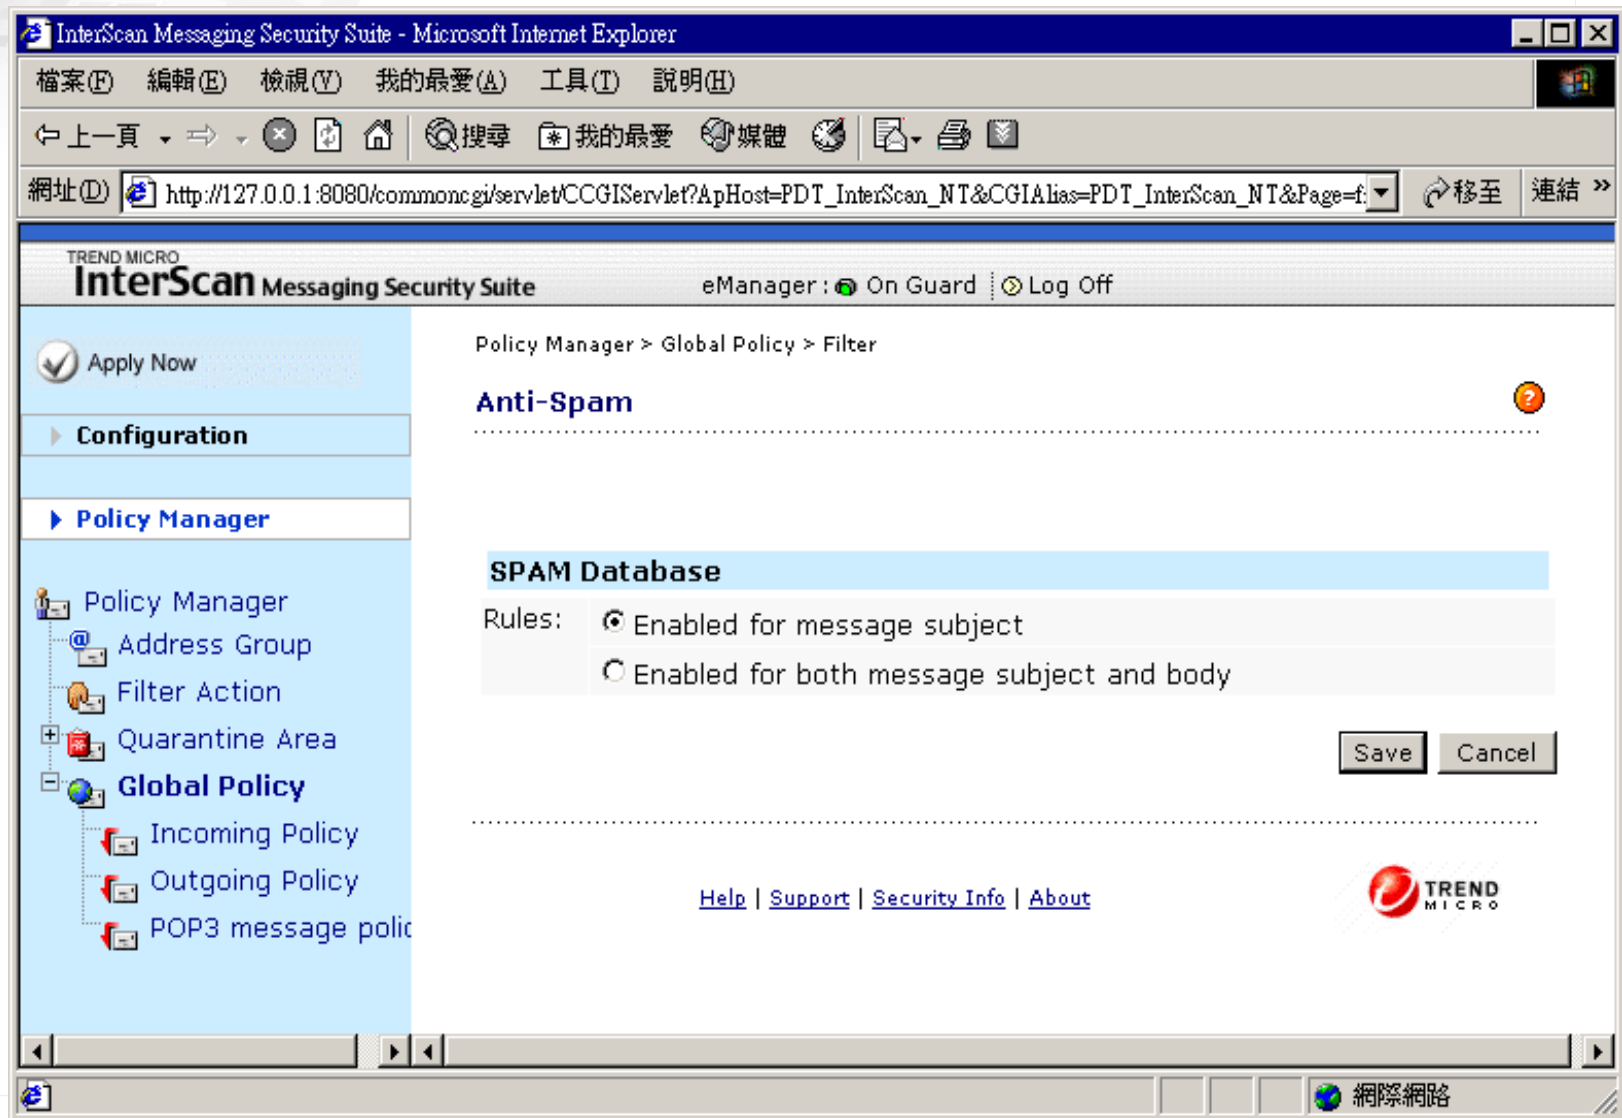 InterScan Messaging Security Suite - Microsoft Internet Explorer
檔案(F) 編輯(E) 檢視(V) 我的最愛(A) 工具(T) 說明(H)
上一頁 搜尋 我的最愛 媒體
網址(D) http://127.0.0.1:8080/commoncgi/servlet/CCGIServlet?ApHost=PDT_InterScan_NT&CGIAlias=PDT_InterScan_NT&Page=f: 移至 連結 »
TREND MICRO
InterScan Messaging Security Suite eManager : On Guard Log Off
Apply Now
Configuration
Policy Manager
Policy Manager
Address Group
Filter Action
Quarantine Area
Global Policy
Incoming Policy
Outgoing Policy
POP3 message polic
Policy Manager > Global Policy > Filter
Anti-Spam
SPAM Database
Rules: Enabled for message subject
Enabled for both message subject and body
Save Cancel
Help | Support | Security Info | About
TREND
MICRO
網際網路